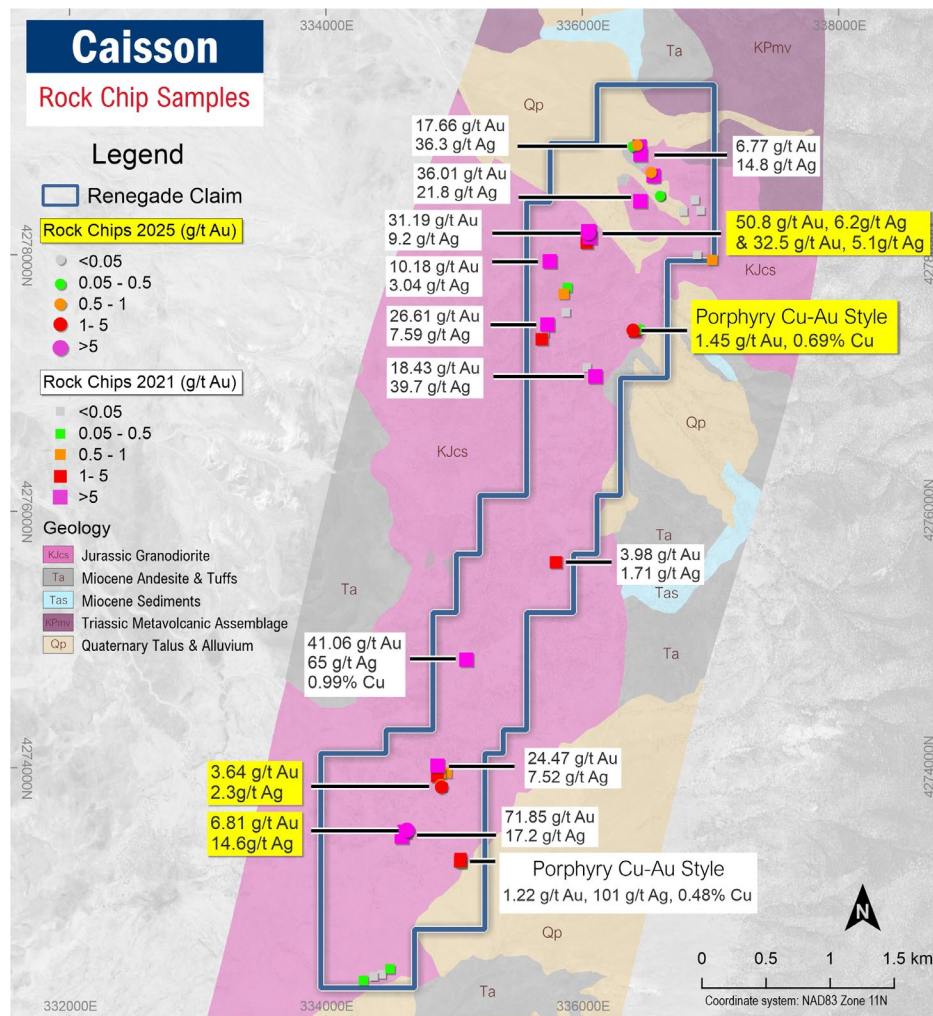 334000E
336000E
338000E
Caisson
Rock Chip Samples
Legend
Renegade Claim
Rock Chips 2025 (g/t Au)
<0.05
0.05 - 0.5
0.5 - 1
1- 5
>5
Rock Chips 2021 (g/t Au)
<0.05
0.05 - 0.5
0.5 - 1
1- 5
>5
Geology
KJcs Jurassic Granodiorite
Ta Miocene Andesite & Tuffs
Tas Miocene Sediments
KPmv Triassic Metavolcanic Assemblage
Qp Quaternary Talus & Alluvium
4278000N
4276000N
4274000N
Ta
KPmv
Qp
17.66 g/t Au
36.3 g/t Ag
6.77 g/t Au
14.8 g/t Ag
36.01 g/t Au
21.8 g/t Ag
31.19 g/t Au
9.2 g/t Ag
50.8 g/t Au, 6.2g/t Ag
& 32.5 g/t Au, 5.1g/t Ag
10.18 g/t Au
3.04 g/t Ag
KJcs
26.61 g/t Au
7.59 g/t Ag
Porphyry Cu-Au Style
1.45 g/t Au, 0.69% Cu
18.43 g/t Au
39.7 g/t Ag
Qp
KJcs
Ta
3.98 g/t Au
1.71 g/t Ag
Tas
Ta
41.06 g/t Au
65 g/t Ag
0.99% Cu
Ta
24.47 g/t Au
7.52 g/t Ag
3.64 g/t Au
2.3g/t Ag
6.81 g/t Au
14.6g/t Ag
71.85 g/t Au
17.2 g/t Ag
Porphyry Cu-Au Style
1.22 g/t Au, 101 g/t Ag, 0.48% Cu
Qp
Ta
4276000N
4274000N
N
0 0.5 1 1.5 km
Coordinate system: NAD83 Zone 11N
332000E
334000E
336000E